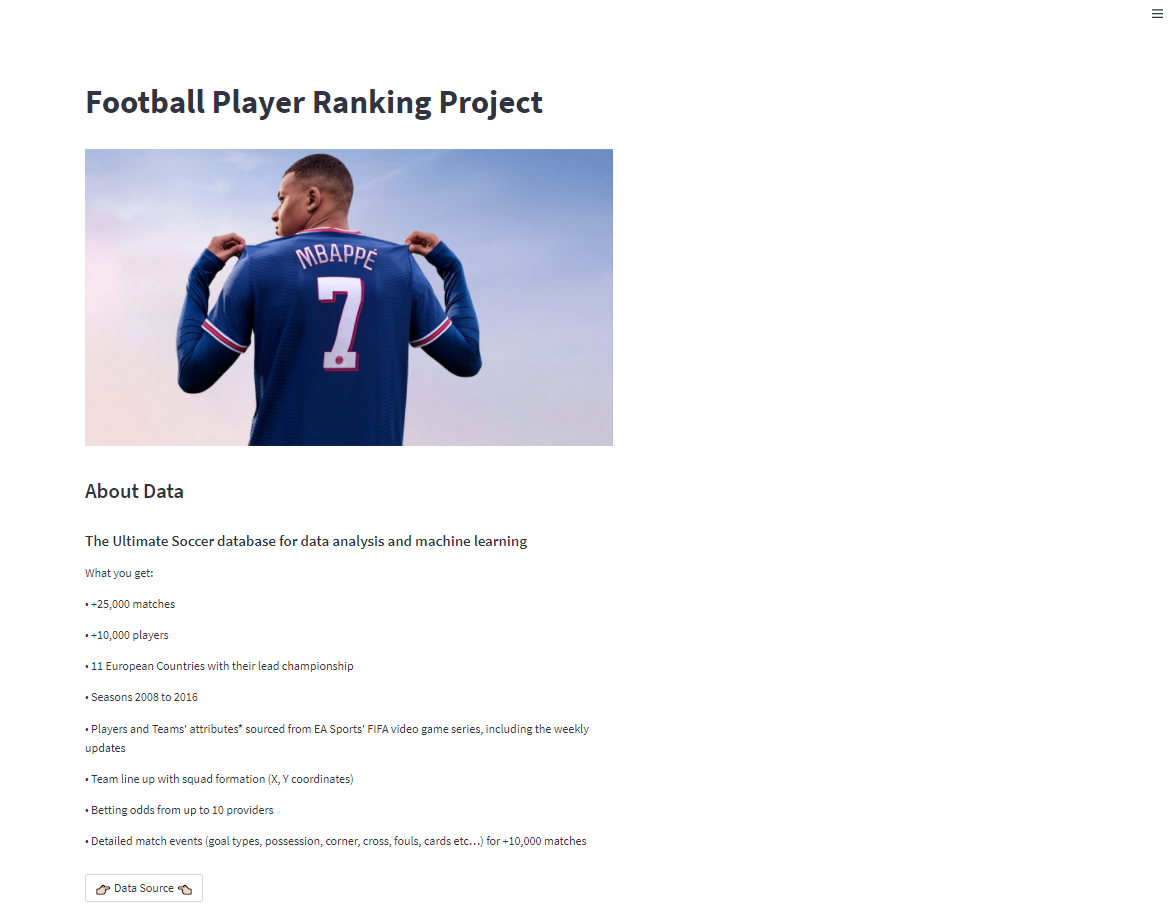 Football Player Ranking Project
MBAPPÉ
7
About Data
The Ultimate Soccer database for data analysis and machine learning
What you get:
• +25,000 matches
• +10,000 players
• 11 European Countries with their lead championship
• Seasons 2008 to 2016
• Players and Teams' attributes* sourced from EA Sports' FIFA video game series, including the weekly
updates
• Team line up with squad formation (X, Y coordinates)
• Betting odds from up to 10 providers
• Detailed match events (goal types, possession, corner, cross, fouls, cards etc…) for +10,000 matches
👉 Data Source 👈